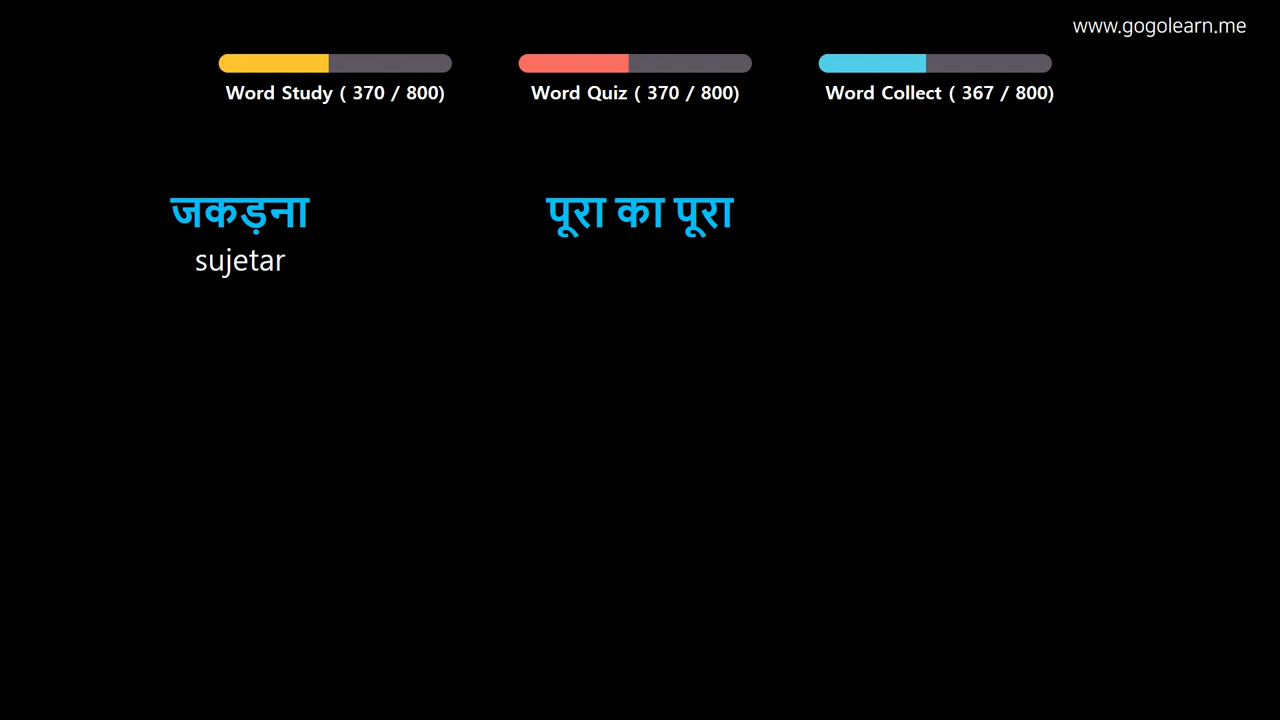 www.gogolearn.me
Word Study ( 370 / 800)
Word Quiz ( 370 / 800)
Word Collect ( 367 / 800)
जकड़ना
sujetar
पूरा का पूरा